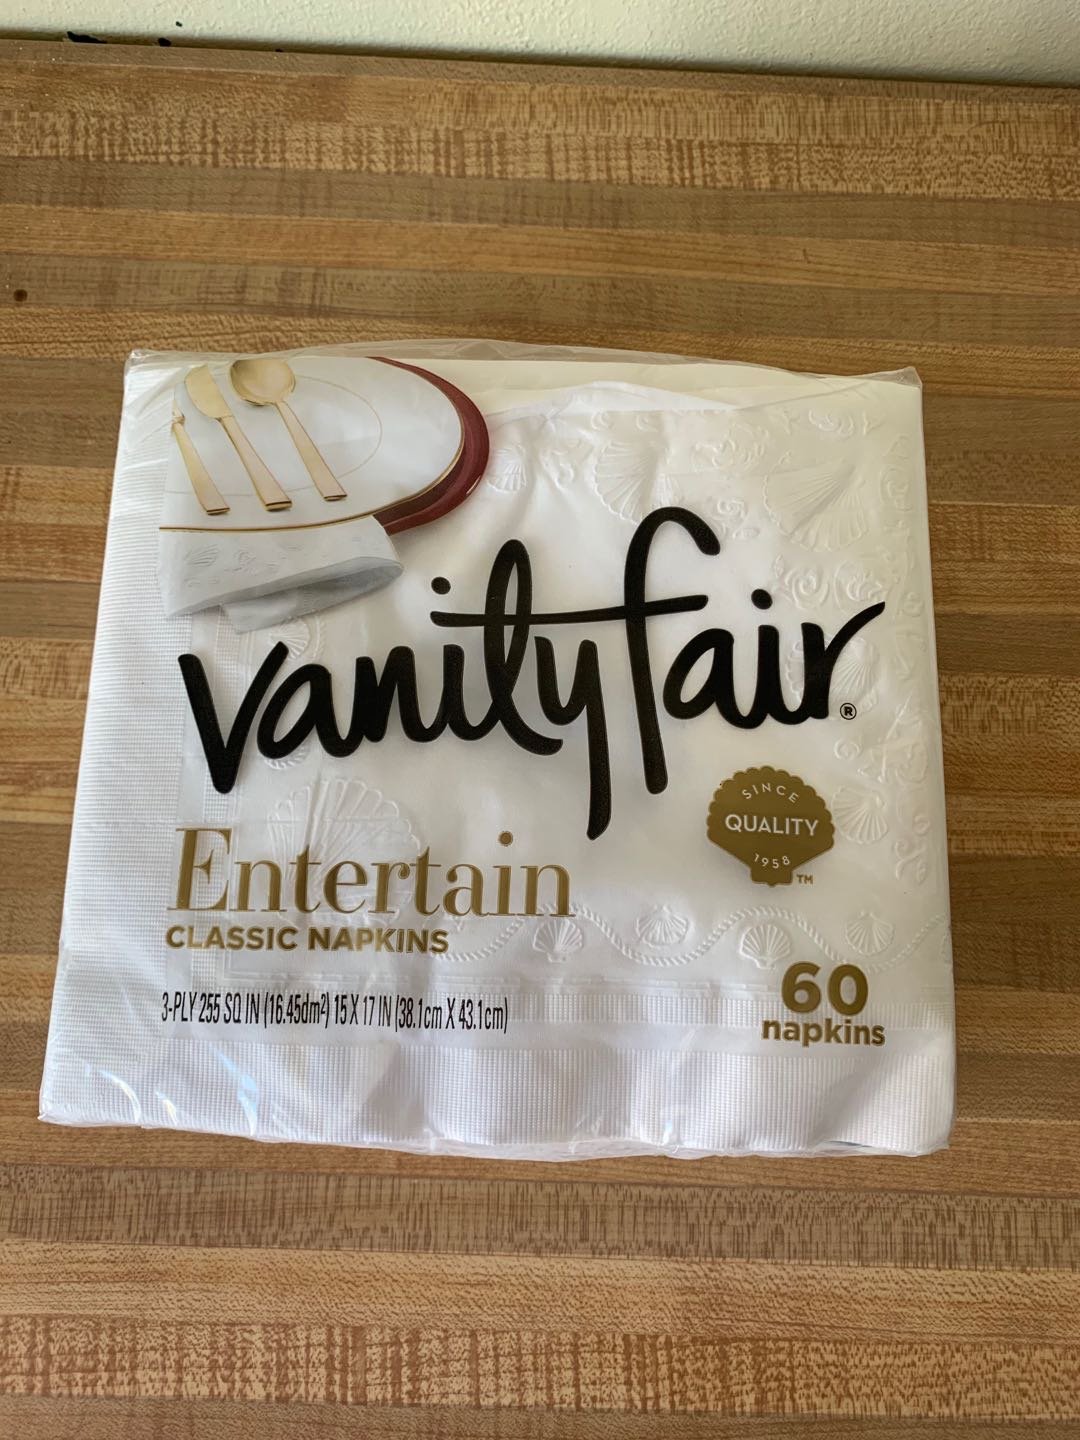 vanity fair®
SINCE
QUALITY
1958
TM
Entertain
CLASSIC NAPKINS
3-PLY 255 SQ IN (16.45dm²) 15 X 17 IN (38.1cm X 43.1cm)
60
napkins